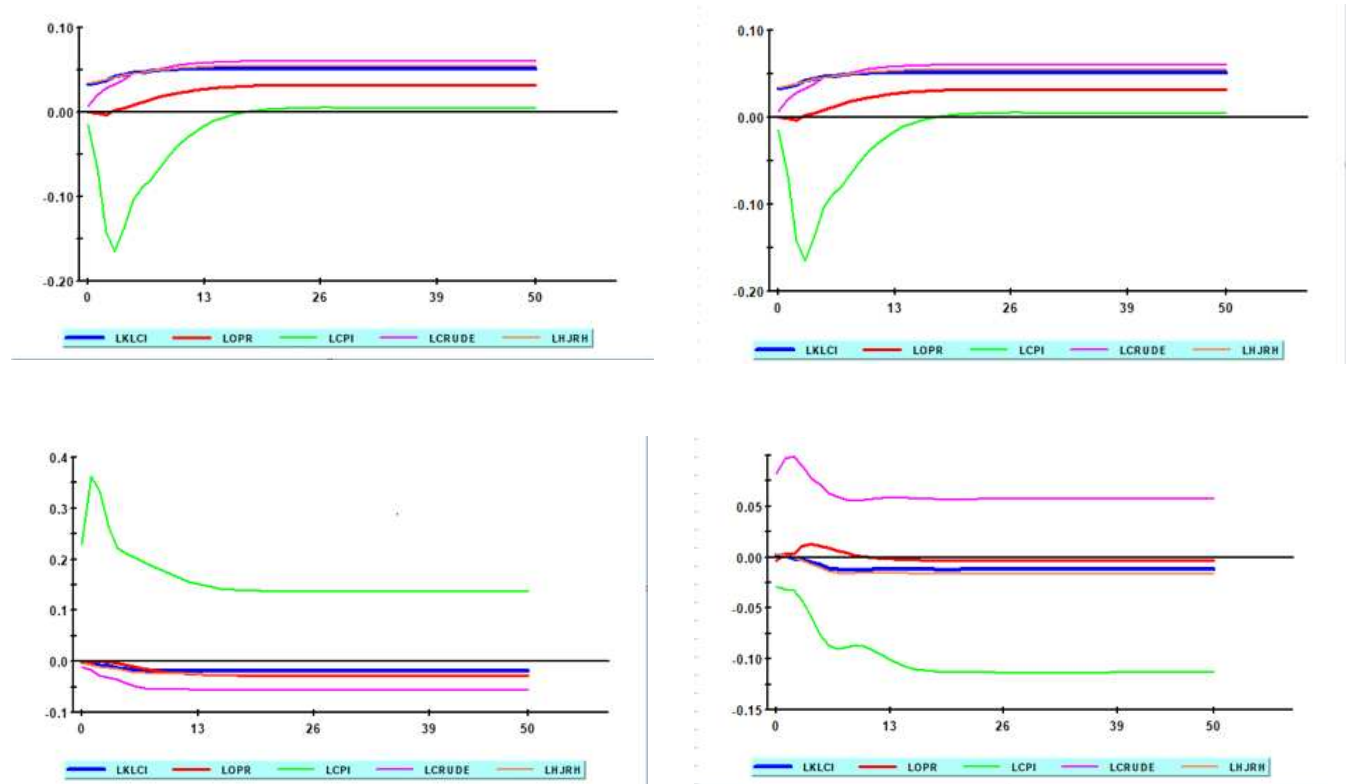 0.10
0.00
-0.10
-0.20
0 13 26 39 50
LKLCI LOPR LCPI LCRUDE LHJRH
0.10
0.00
-0.10
-0.20
0 13 26 39 50
LKLCI LOPR LCPI LCRUDE LHJRH
0.4
0.3
0.2
0.1
0.0
-0.1
0 13 26 39 50
LKLCI LOPR LCPI LCRUDE LHJRH
0.05
0.00
-0.05
-0.10
-0.15
0 13 26 39 50
LKLCI LOPR LCPI LCRUDE LHJRH